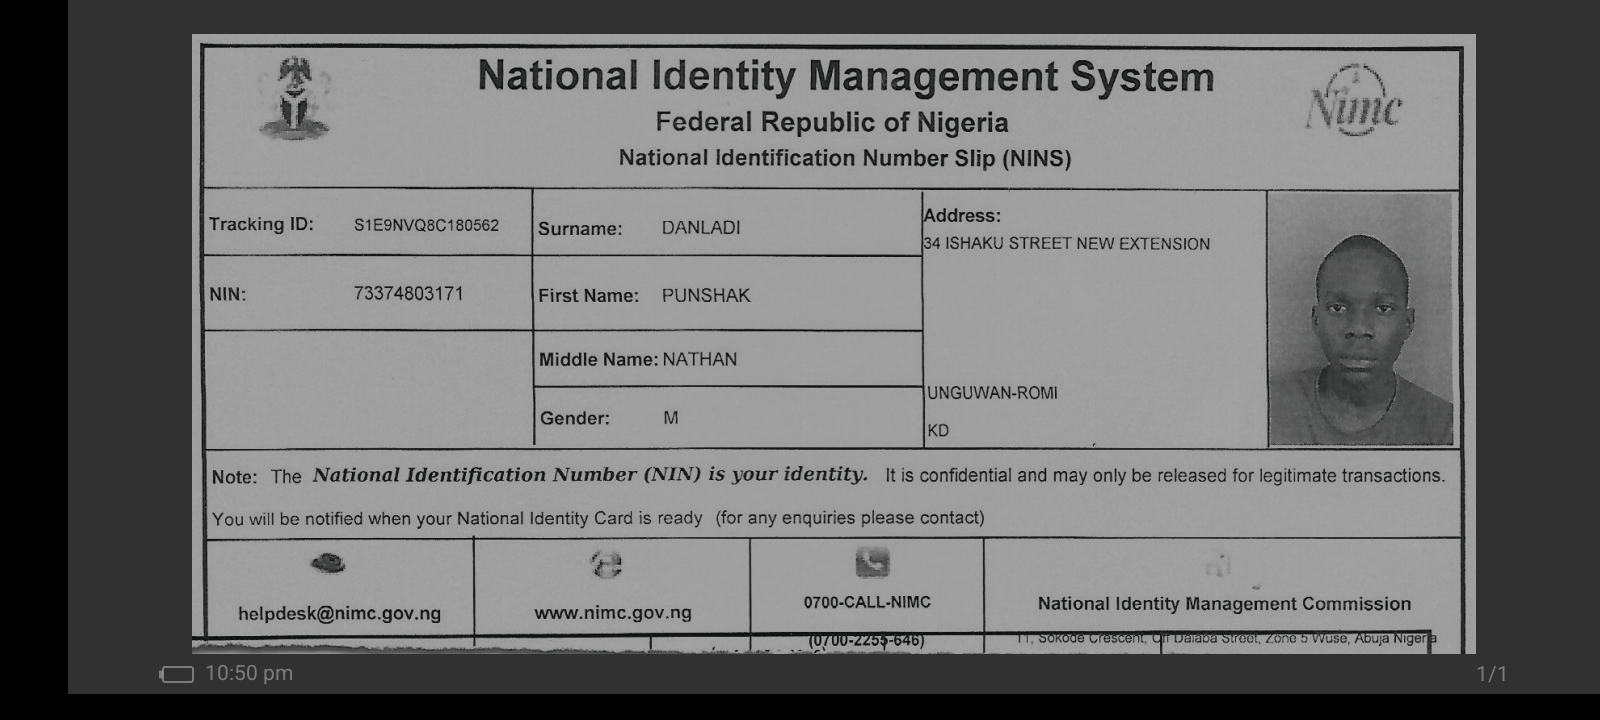 National Identity Management System
Federal Republic of Nigeria
National Identification Number Slip (NINS)
Nimc
Tracking ID: S1E9NVQ8C180562
Surname: DANLADI
Address:
34 ISHAKU STREET NEW EXTENSION
NIN: 73374803171
First Name: PUNSHAK
Middle Name: NATHAN
UNGUWAN-ROMI
Gender: M
KD
Note: The National Identification Number (NIN) is your identity. It is confidential and may only be released for legitimate transactions.
You will be notified when your National Identity Card is ready (for any enquiries please contact)
helpdesk@nimc.gov.ng
www.nimc.gov.ng
0700-CALL-NIMC
(0700-2255-646)
National Identity Management Commission
11, Sokode Crescent, Off Dalaba Street, Zone 5 Wuse, Abuja Nigeria
10:50 pm
1/1